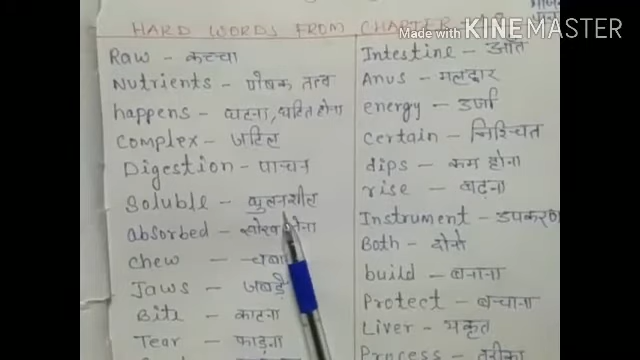 Made with KINEMASTER
HARD WORDS FROM CHAPTER
Raw - कच्चा
Nutrients - पोषक तत्व
happens - घटना, घटित होना
Complex - जटिल
Digestion - पाचन
Soluble - घुलनशील
absorbed -
Chew -
Jaws - जबड़े
Bite - काटना
Tear - फाड़ना
Intestine - आँत
Anus - मलद्वार
energy - उर्जा
Certain - निश्चित
dips - कम होना
rise - बढ़ना
Instrument - उपकरण
Both - दोनो
build - बनाना
Protect - बचाना
Liver - यकृत
Process - तरीका